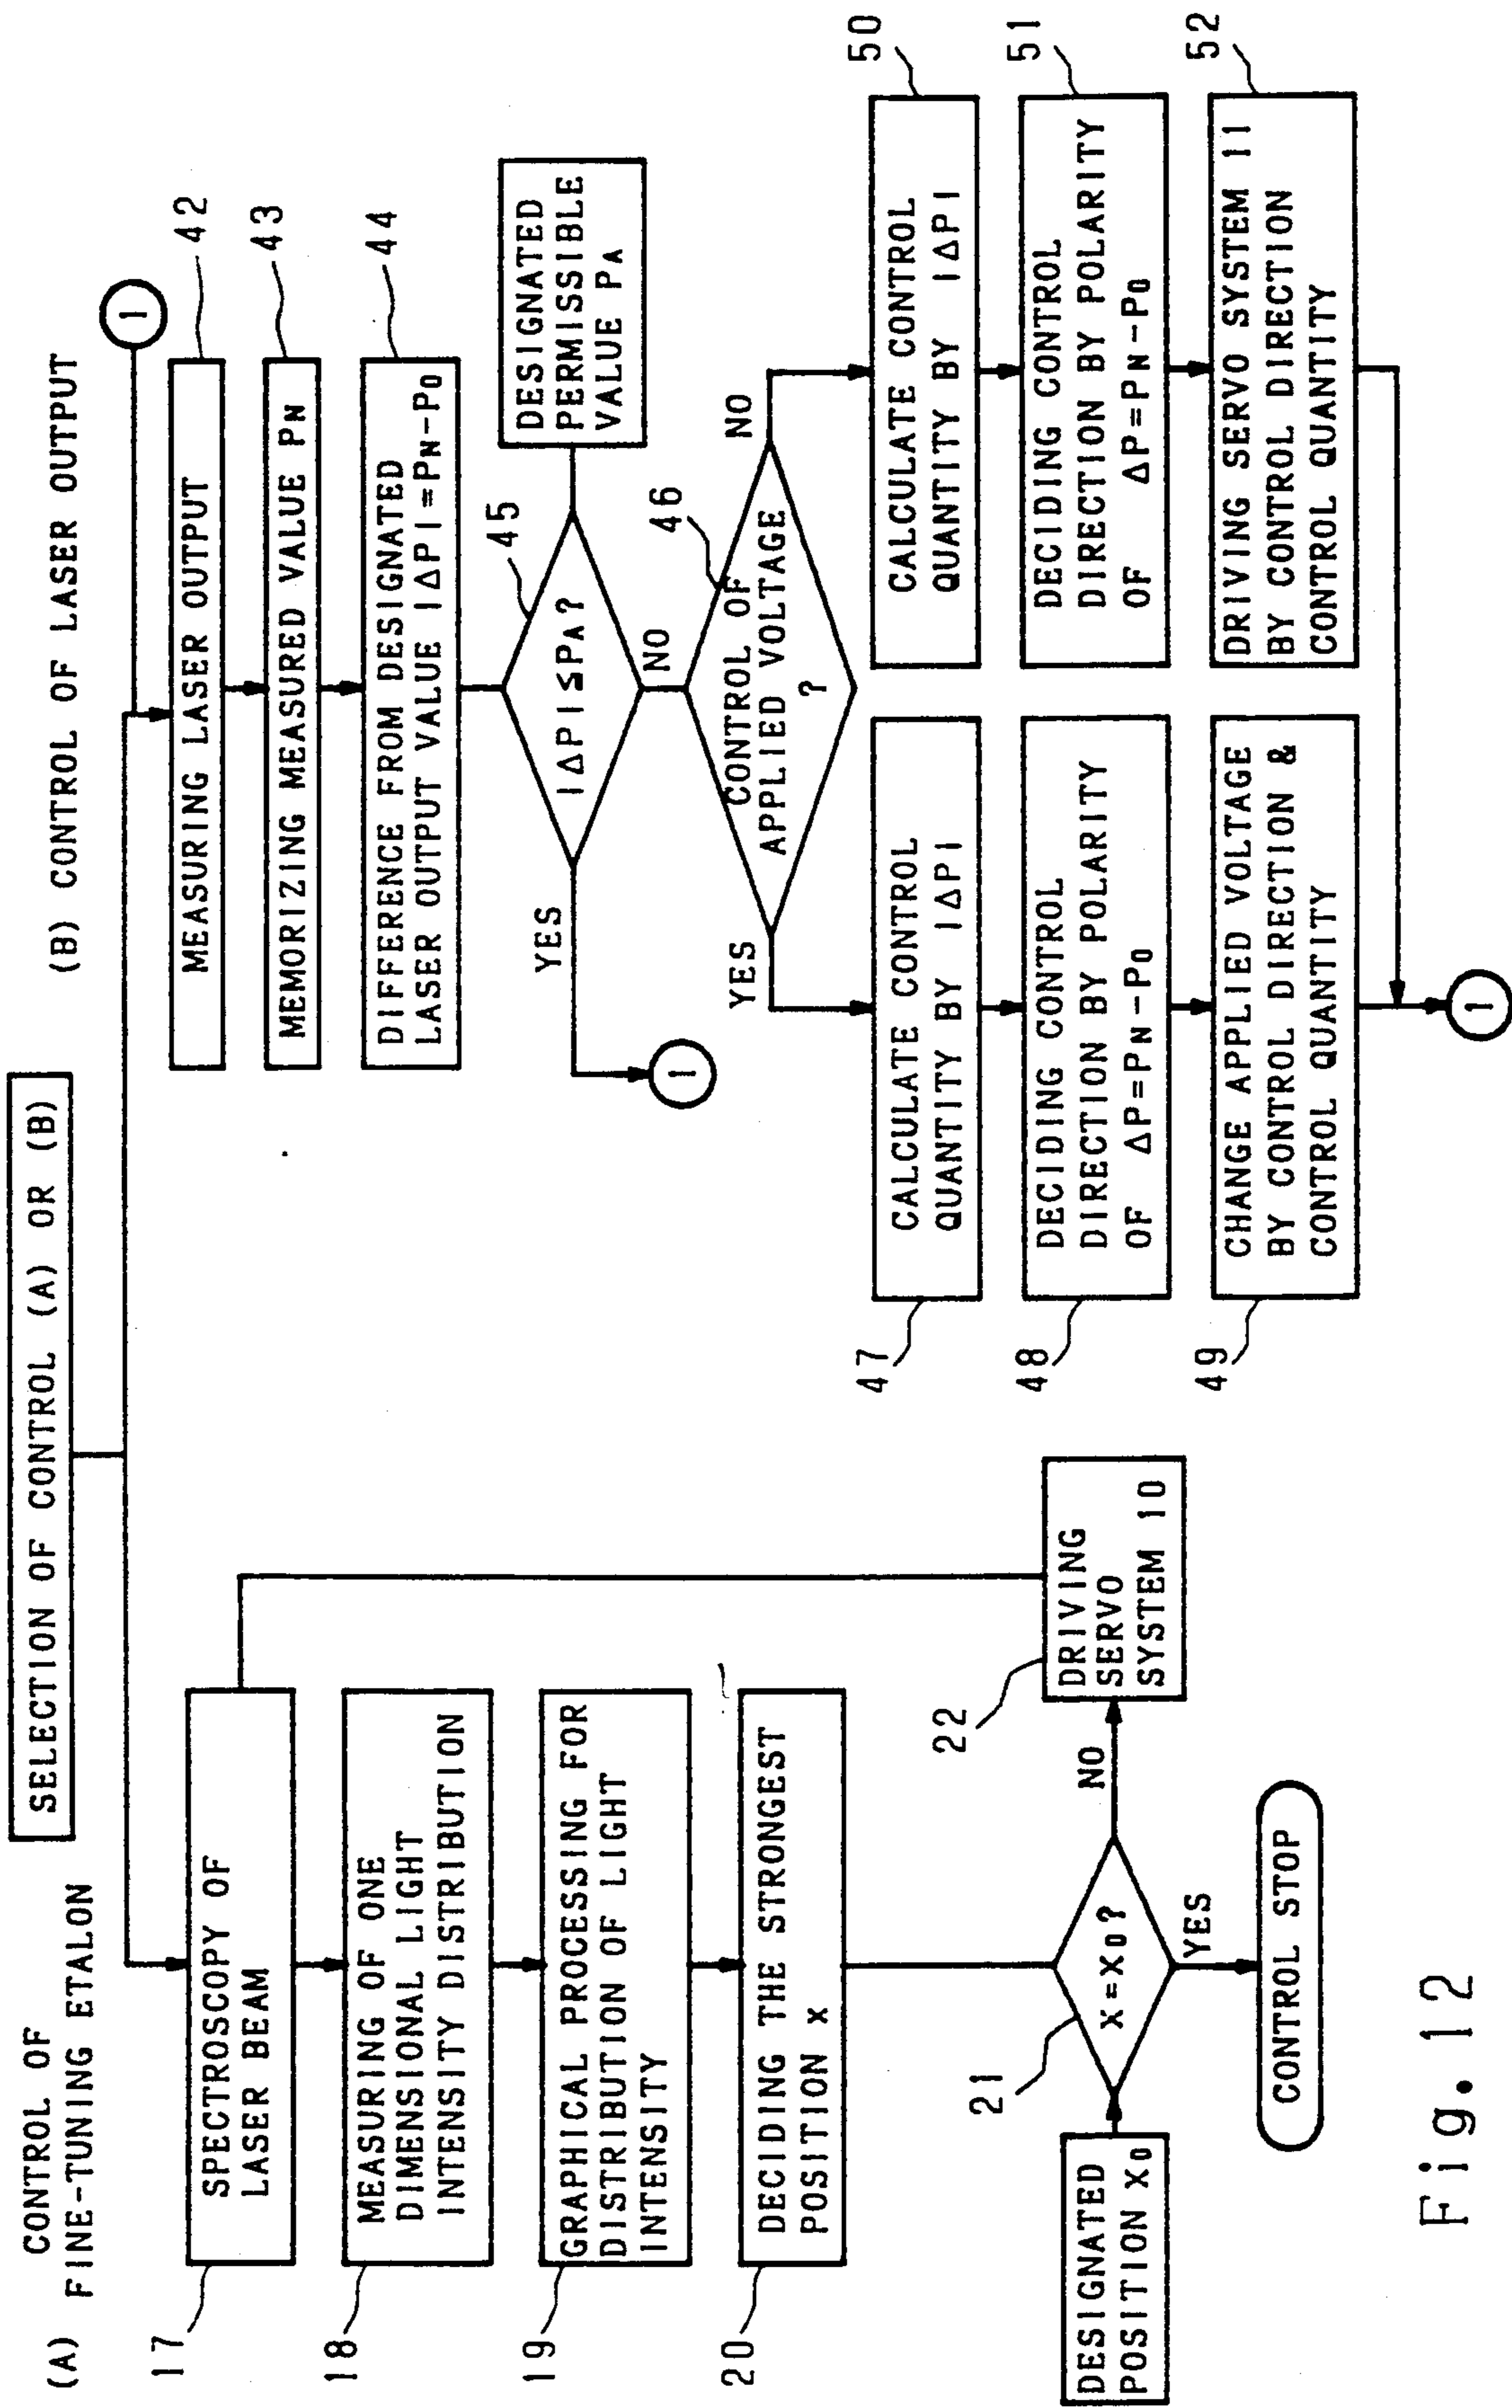 SELECTION OF CONTROL (A) OR (B)
CONTROL OF
(A) FINE-TUNING ETALON
17
SPECTROSCOPY OF
LASER BEAM
18
MEASURING OF ONE
DIMENSIONAL LIGHT
INTENSITY DISTRIBUTION
19
GRAPHICAL PROCESSING FOR
DISTRIBUTION OF LIGHT
INTENSITY
20
DECIDING THE STRONGEST
POSITION X
DESIGNATED
POSITION X0
21
X=X0?
NO
22
DRIVING
SERVO
SYSTEM 10
YES
CONTROL STOP
(B) CONTROL OF LASER OUTPUT
1
MEASURING LASER OUTPUT
42
MEMORIZING MEASURED VALUE PN
43
DIFFERENCE FROM DESIGNATED
LASER OUTPUT VALUE |ΔP|=PN-P0
44
45
|ΔP|≦PA?
DESIGNATED
PERMISSIBLE
VALUE PA
YES
1
NO
46
CONTROL OF
APPLIED VOLTAGE
?
YES
NO
47
CALCULATE CONTROL
QUANTITY BY |ΔP|
48
DECIDING CONTROL
DIRECTION BY POLARITY
OF ΔP=PN-P0
49
CHANGE APPLIED VOLTAGE
BY CONTROL DIRECTION &
CONTROL QUANTITY
50
CALCULATE CONTROL
QUANTITY BY |ΔP|
51
DECIDING CONTROL
DIRECTION BY POLARITY
OF ΔP=PN-P0
52
DRIVING SERVO SYSTEM 11
BY CONTROL DIRECTION
CONTROL QUANTITY
1
Fig. 12